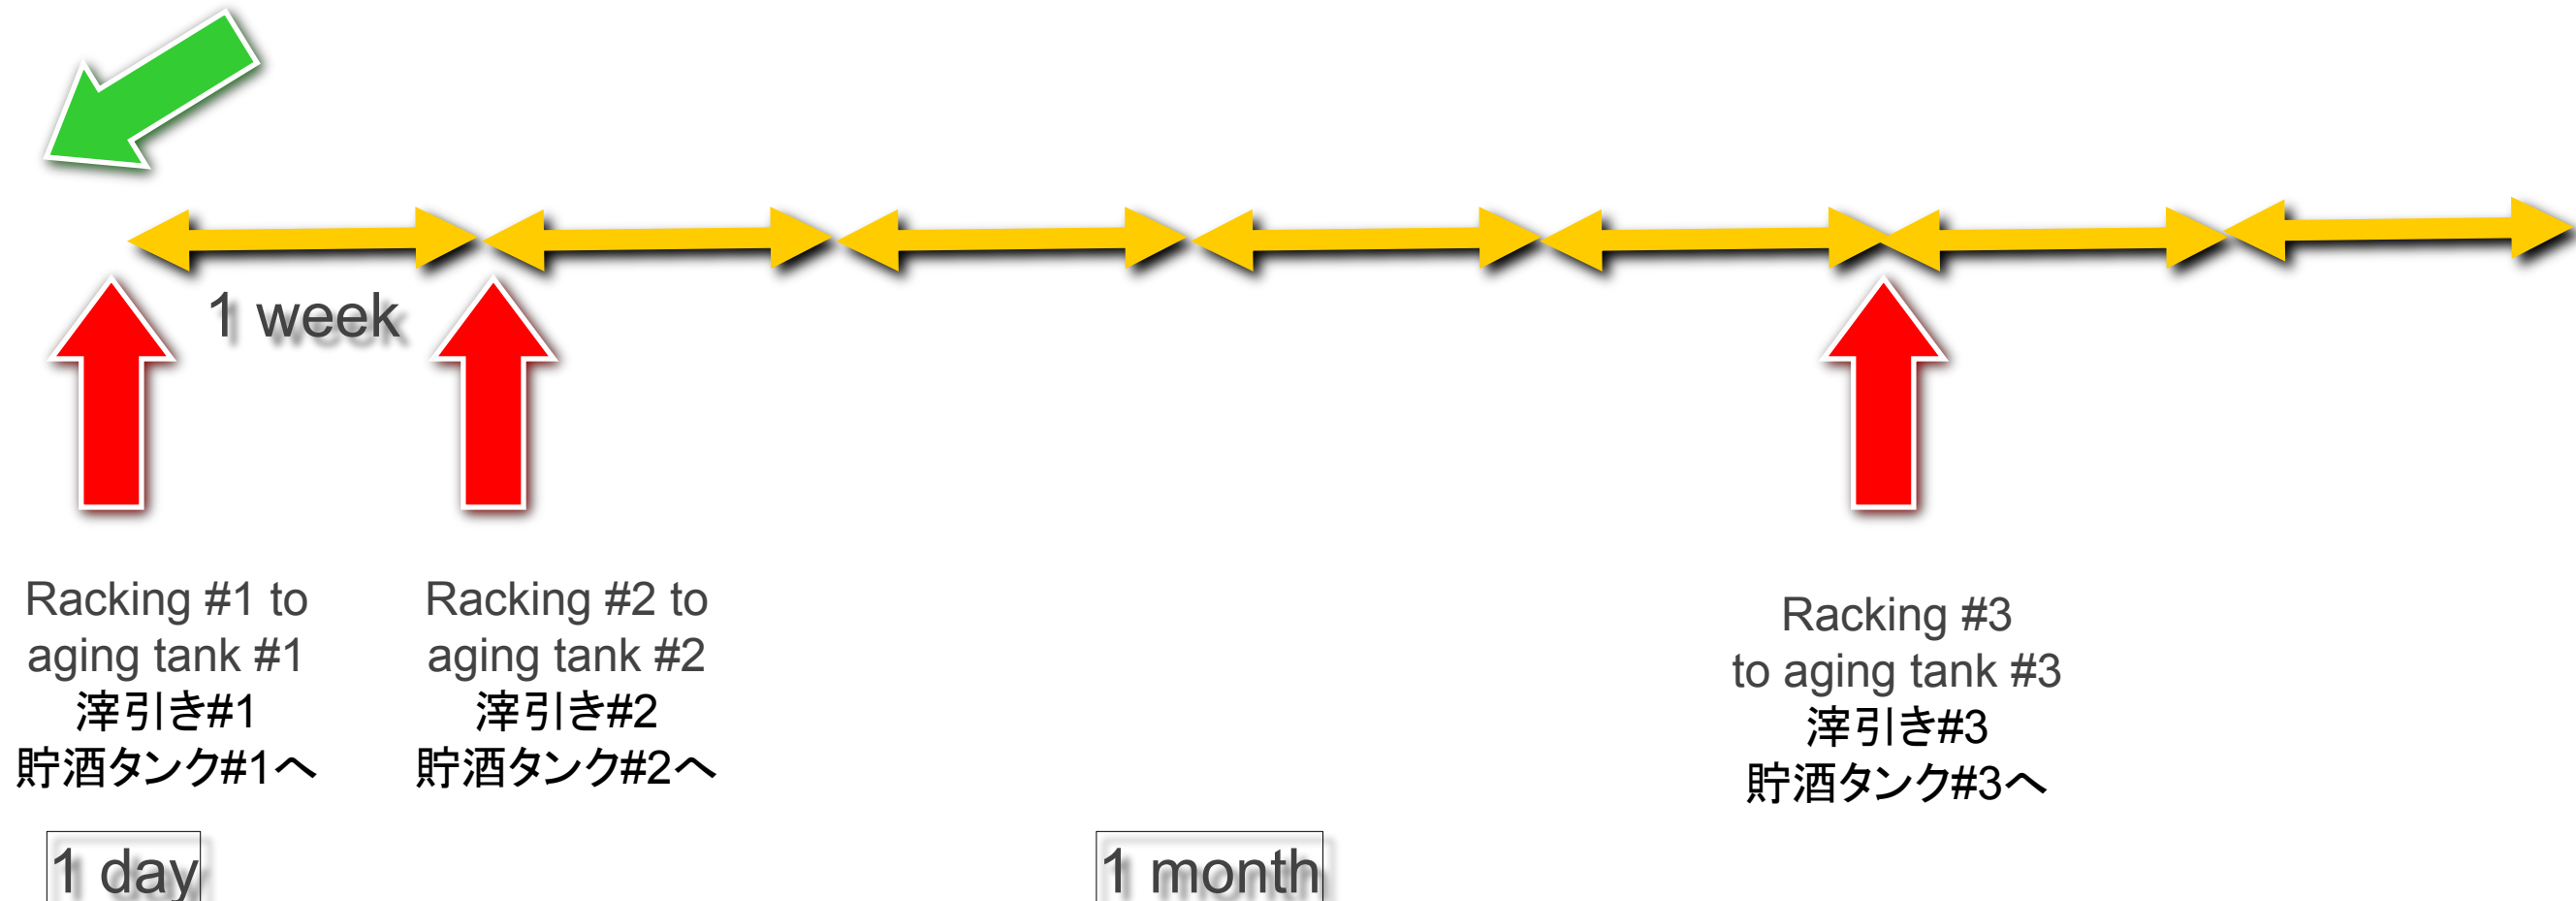 1 week
Racking #1 to
aging tank #1
滓引き#1
貯酒タンク#1へ
Racking #2 to
aging tank #2
滓引き#2
貯酒タンク#2へ
Racking #3
to aging tank #3
滓引き#3
貯酒タンク#3へ
1 day
1 month